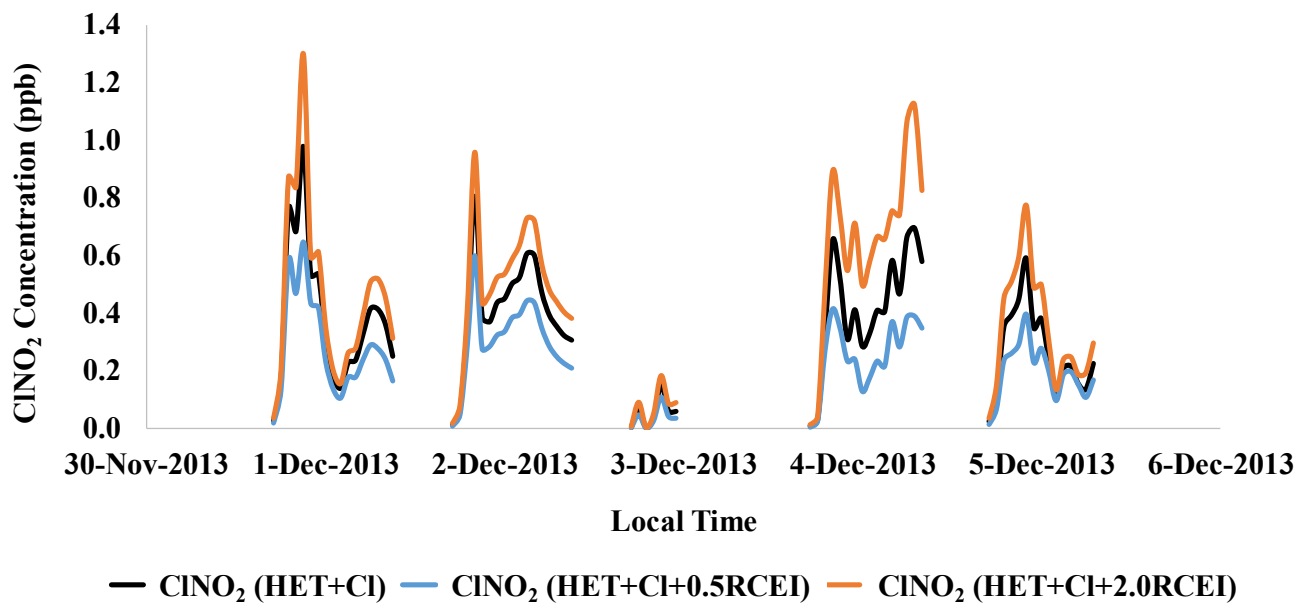 ClNO₂ Concentration (ppb)
1.4
1.2
1.0
0.8
0.6
0.4
0.2
0.0
30-Nov-2013 1-Dec-2013 2-Dec-2013 3-Dec-2013 4-Dec-2013 5-Dec-2013 6-Dec-2013
Local Time
ClNO₂ (HET+Cl) ClNO₂ (HET+Cl+0.5RCEI) ClNO₂ (HET+Cl+2.0RCEI)